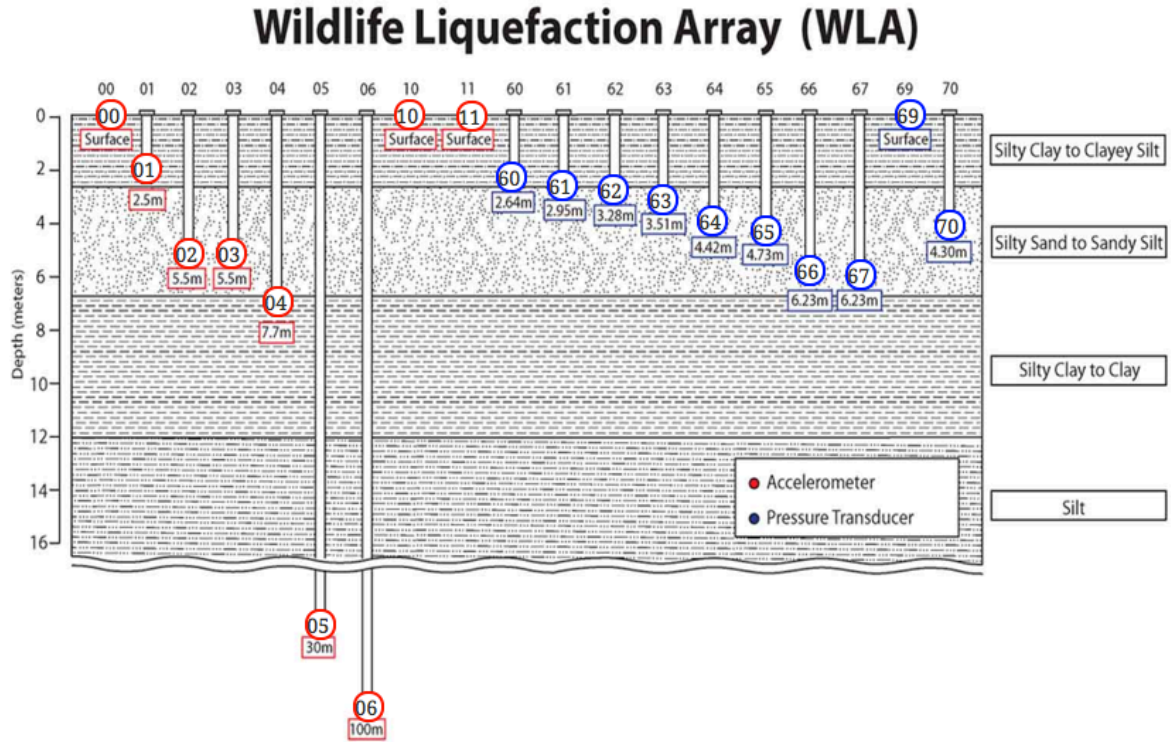 Wildlife Liquefaction Array (WLA)
00 01 02 03 04 05 06 10 11 60 61 62 63 64 65 66 67 69 70
0
2
4
6
8
10
12
14
16
Depth (meters)
00
Surface
01
2.5m
02
5.5m
03
5.5m
04
7.7m
05
30m
06
100m
10
Surface
11
Surface
60
2.64m
61
2.95m
62
3.28m
63
3.51m
64
4.42m
65
4.73m
66
6.23m
67
6.23m
69
Surface
70
4.30m
Silty Clay to Clayey Silt
Silty Sand to Sandy Silt
Silty Clay to Clay
Silt
Accelerometer
Pressure Transducer